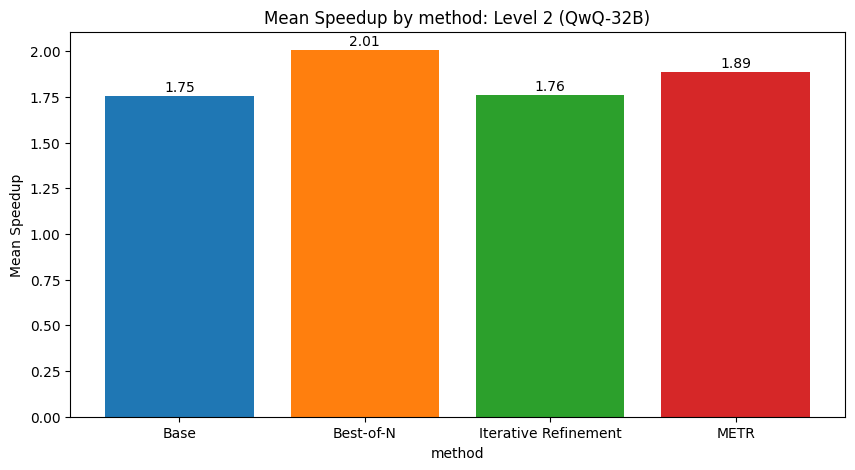 Mean Speedup by method: Level 2 (QwQ-32B)
Mean Speedup
2.00
1.75
1.50
1.25
1.00
0.75
0.50
0.25
0.00
1.75
2.01
1.76
1.89
Base
Best-of-N
Iterative Refinement
METR
method